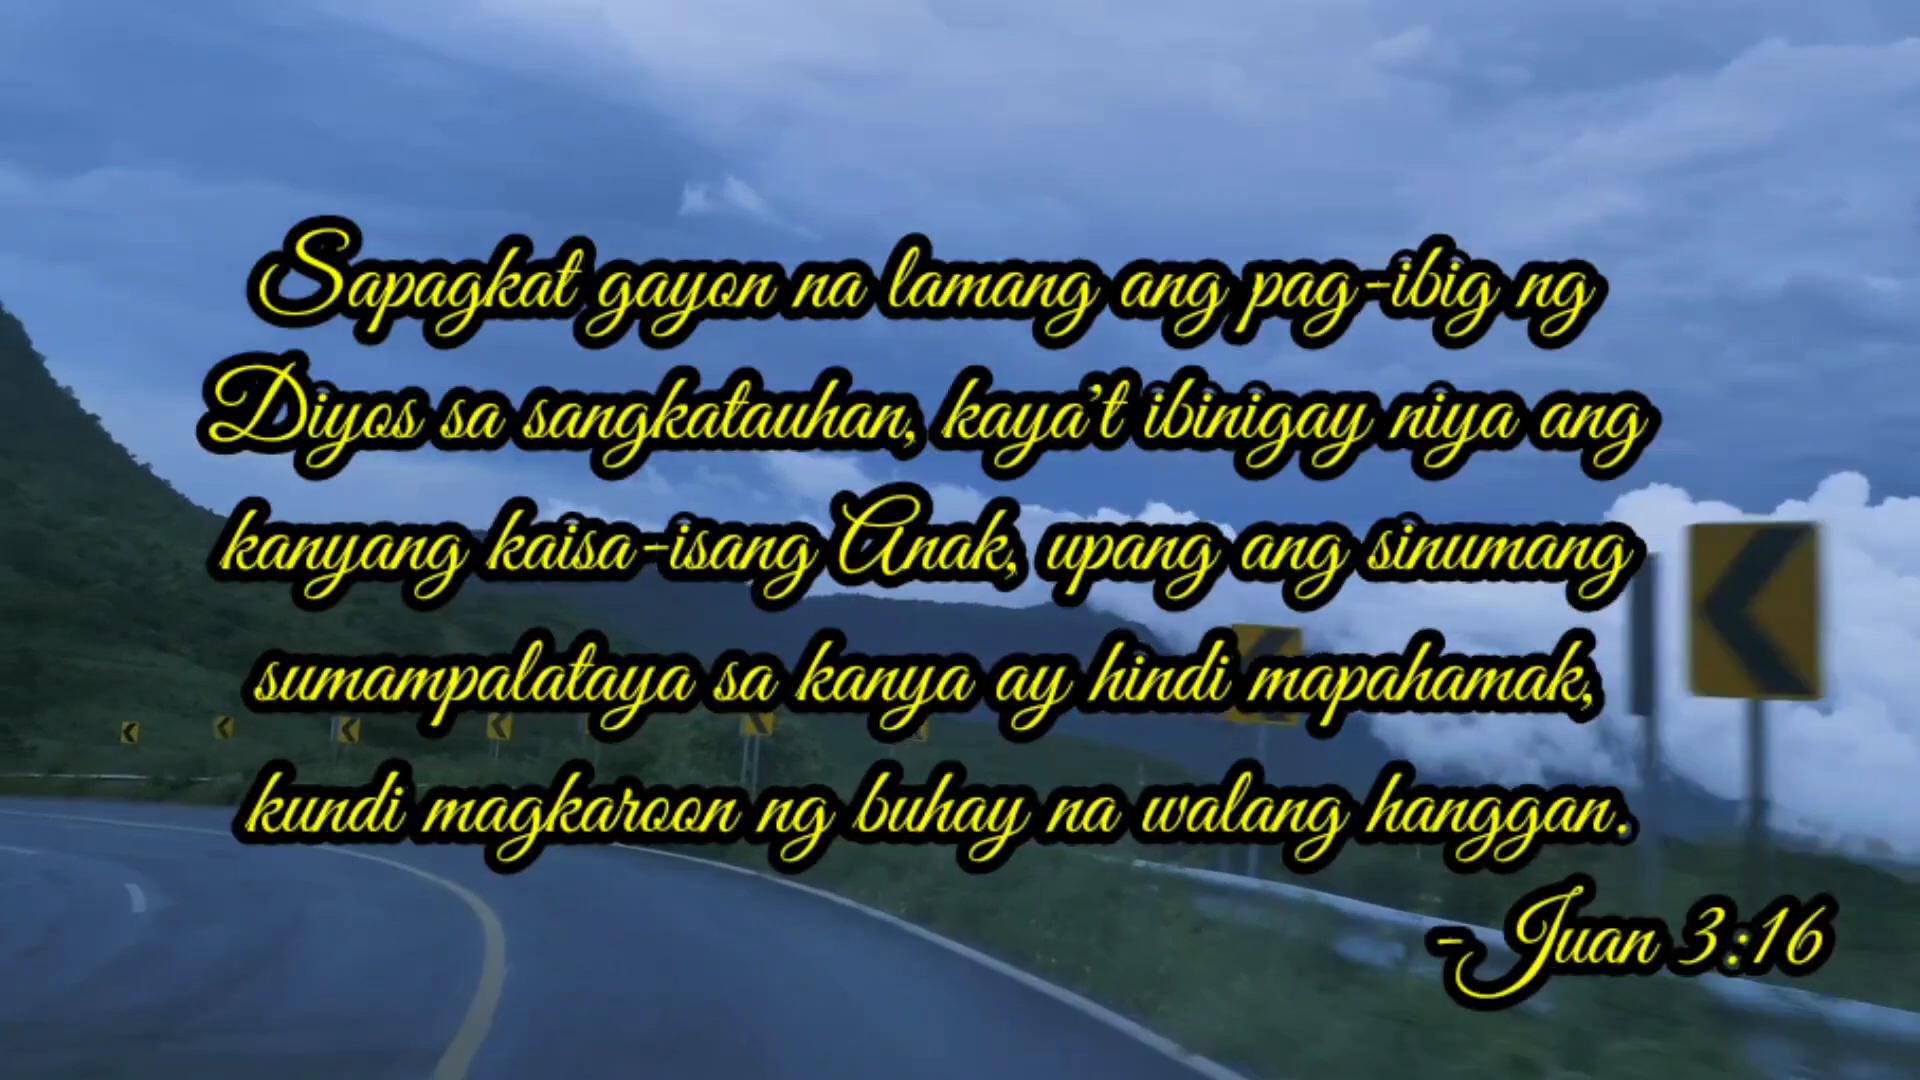 Sapagkat gayon na lamang ang pag-ibig ng
Diyos sa sangkatauhan, kaya't ibinigay niya ang
kanyang kaisa-isang Anak, upang ang sinumang
sumampalataya sa kanya ay hindi mapahamak,
kundi magkaroon ng buhay na walang hanggan.
- Juan 3:16